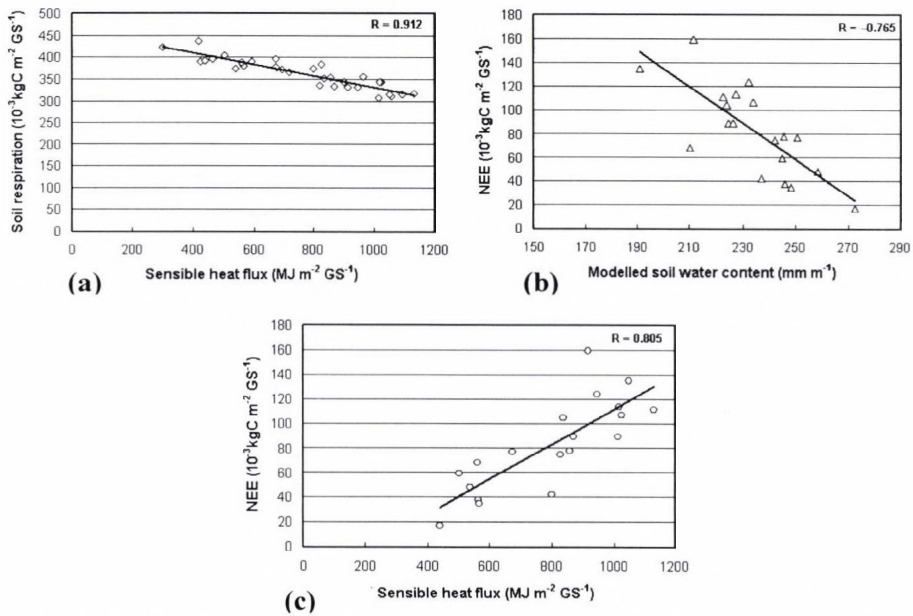 R = 0.912
Soil respiration (10⁻³kgC m⁻² GS⁻¹)
500
450
400
350
300
250
200
150
100
50
0
0 200 400 600 800 1000 1200
Sensible heat flux (MJ m⁻² GS⁻¹)
(a)
R = -0.765
NEE (10⁻³kgC m⁻² GS⁻¹)
180
160
140
120
100
80
60
40
20
0
150 170 190 210 230 250 270 290
Modelled soil water content (mm m⁻¹)
(b)
R = 0.805
NEE (10⁻³kgC m⁻² GS⁻¹)
180
160
140
120
100
80
60
40
20
0
0 200 400 600 800 1000 1200
Sensible heat flux (MJ m⁻² GS⁻¹)
(c)